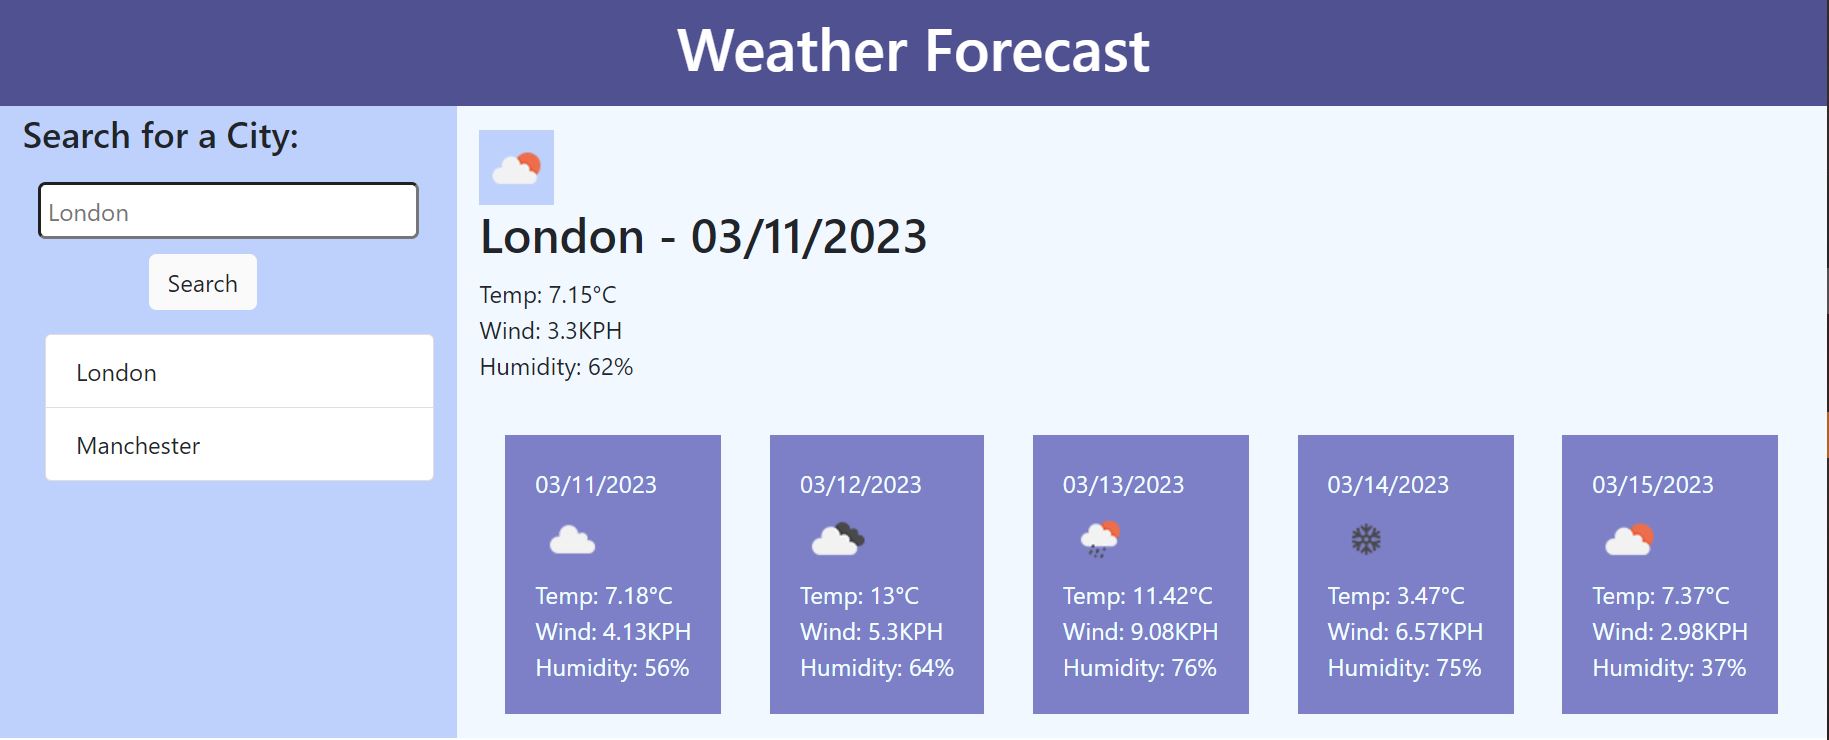 Weather Forecast
Search for a City:
London
Search
London
Manchester
London - 03/11/2023
Temp: 7.15°C
Wind: 3.3KPH
Humidity: 62%
03/11/2023
Temp: 7.18°C
Wind: 4.13KPH
Humidity: 56%
03/12/2023
Temp: 13°C
Wind: 5.3KPH
Humidity: 64%
03/13/2023
Temp: 11.42°C
Wind: 9.08KPH
Humidity: 76%
03/14/2023
Temp: 3.47°C
Wind: 6.57KPH
Humidity: 75%
03/15/2023
Temp: 7.37°C
Wind: 2.98KPH
Humidity: 37%